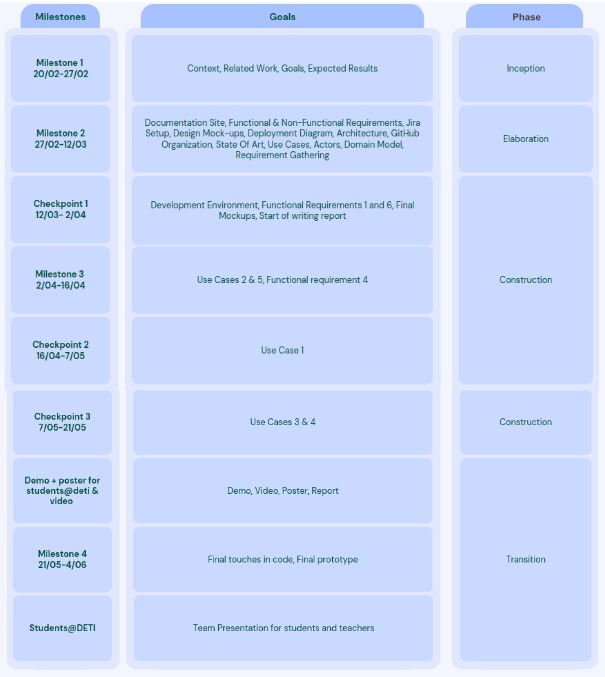 Milestones
Goals
Phase
Milestone 1
20/02-27/02
Context, Related Work, Goals, Expected Results
Inception
Milestone 2
27/02-12/03
Documentation Site, Functional & Non-Functional Requirements, Jira
Setup, Design Mock-ups, Deployment Diagram, Architecture, GitHub
Organization, State Of Art, Use Cases, Actors, Domain Model,
Requirement Gathering
Elaboration
Checkpoint 1
12/03- 2/04
Development Environment, Functional Requirements 1 and 6, Final
Mockups, Start of writing report
Milestone 3
2/04-16/04
Use Cases 2 & 5, Functional requirement 4
Construction
Checkpoint 2
16/04-7/05
Use Case 1
Checkpoint 3
7/05-21/05
Use Cases 3 & 4
Construction
Demo + poster for
students@deti &
video
Demo, Video, Poster, Report
Milestone 4
21/05-4/06
Final touches in code, Final prototype
Transition
Students@DETI
Team Presentation for students and teachers